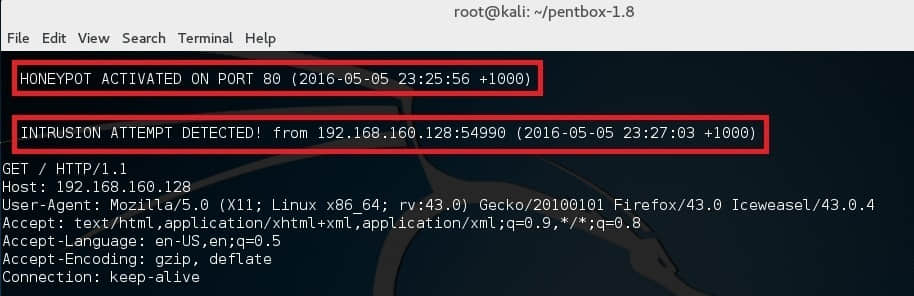 root@kali: ~/pentbox-1.8
File Edit View Search Terminal Help
HONEYPOT ACTIVATED ON PORT 80 (2016-05-05 23:25:56 +1000)
INTRUSION ATTEMPT DETECTED! from 192.168.160.128:54990 (2016-05-05 23:27:03 +1000)
GET / HTTP/1.1
Host: 192.168.160.128
User-Agent: Mozilla/5.0 (X11; Linux x86_64; rv:43.0) Gecko/20100101 Firefox/43.0 Iceweasel/43.0.4
Accept: text/html,application/xhtml+xml,application/xml;q=0.9,*/*;q=0.8
Accept-Language: en-US,en;q=0.5
Accept-Encoding: gzip, deflate
Connection: keep-alive